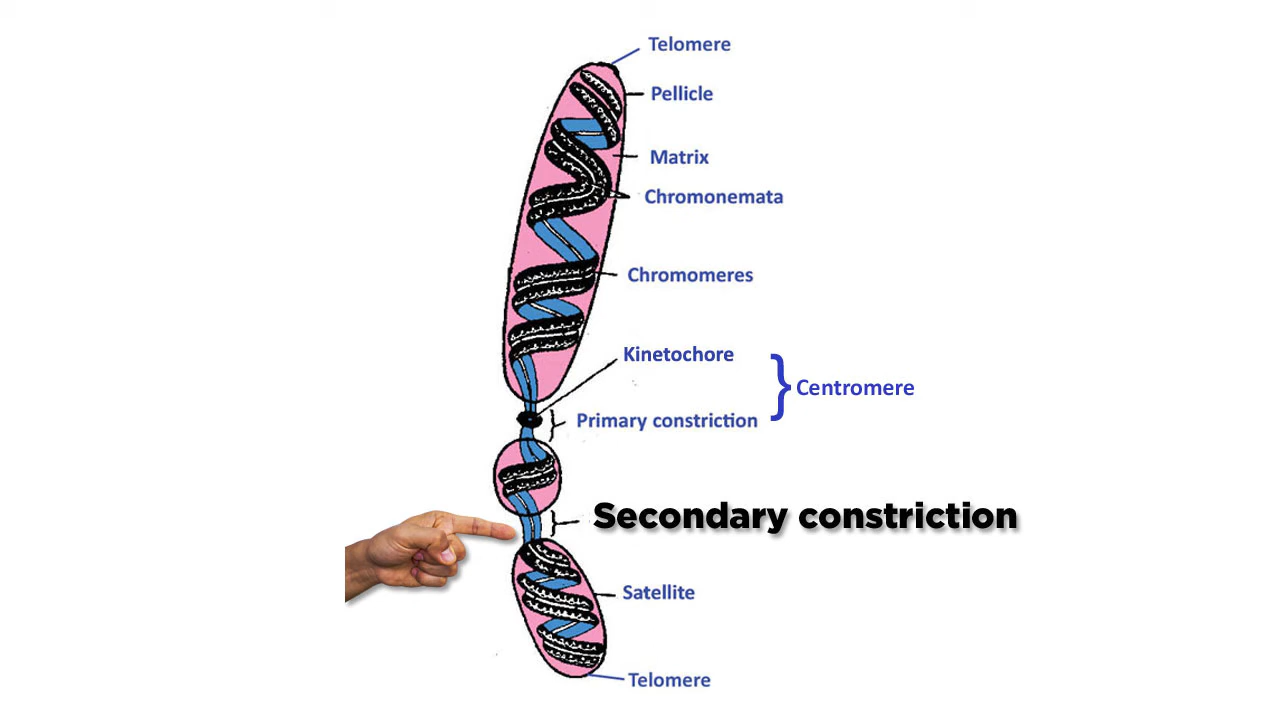 Telomere
Pellicle
Matrix
Chromonemata
Chromomeres
Kinetochore
Centromere
Primary constriction
Secondary constriction
Satellite
Telomere